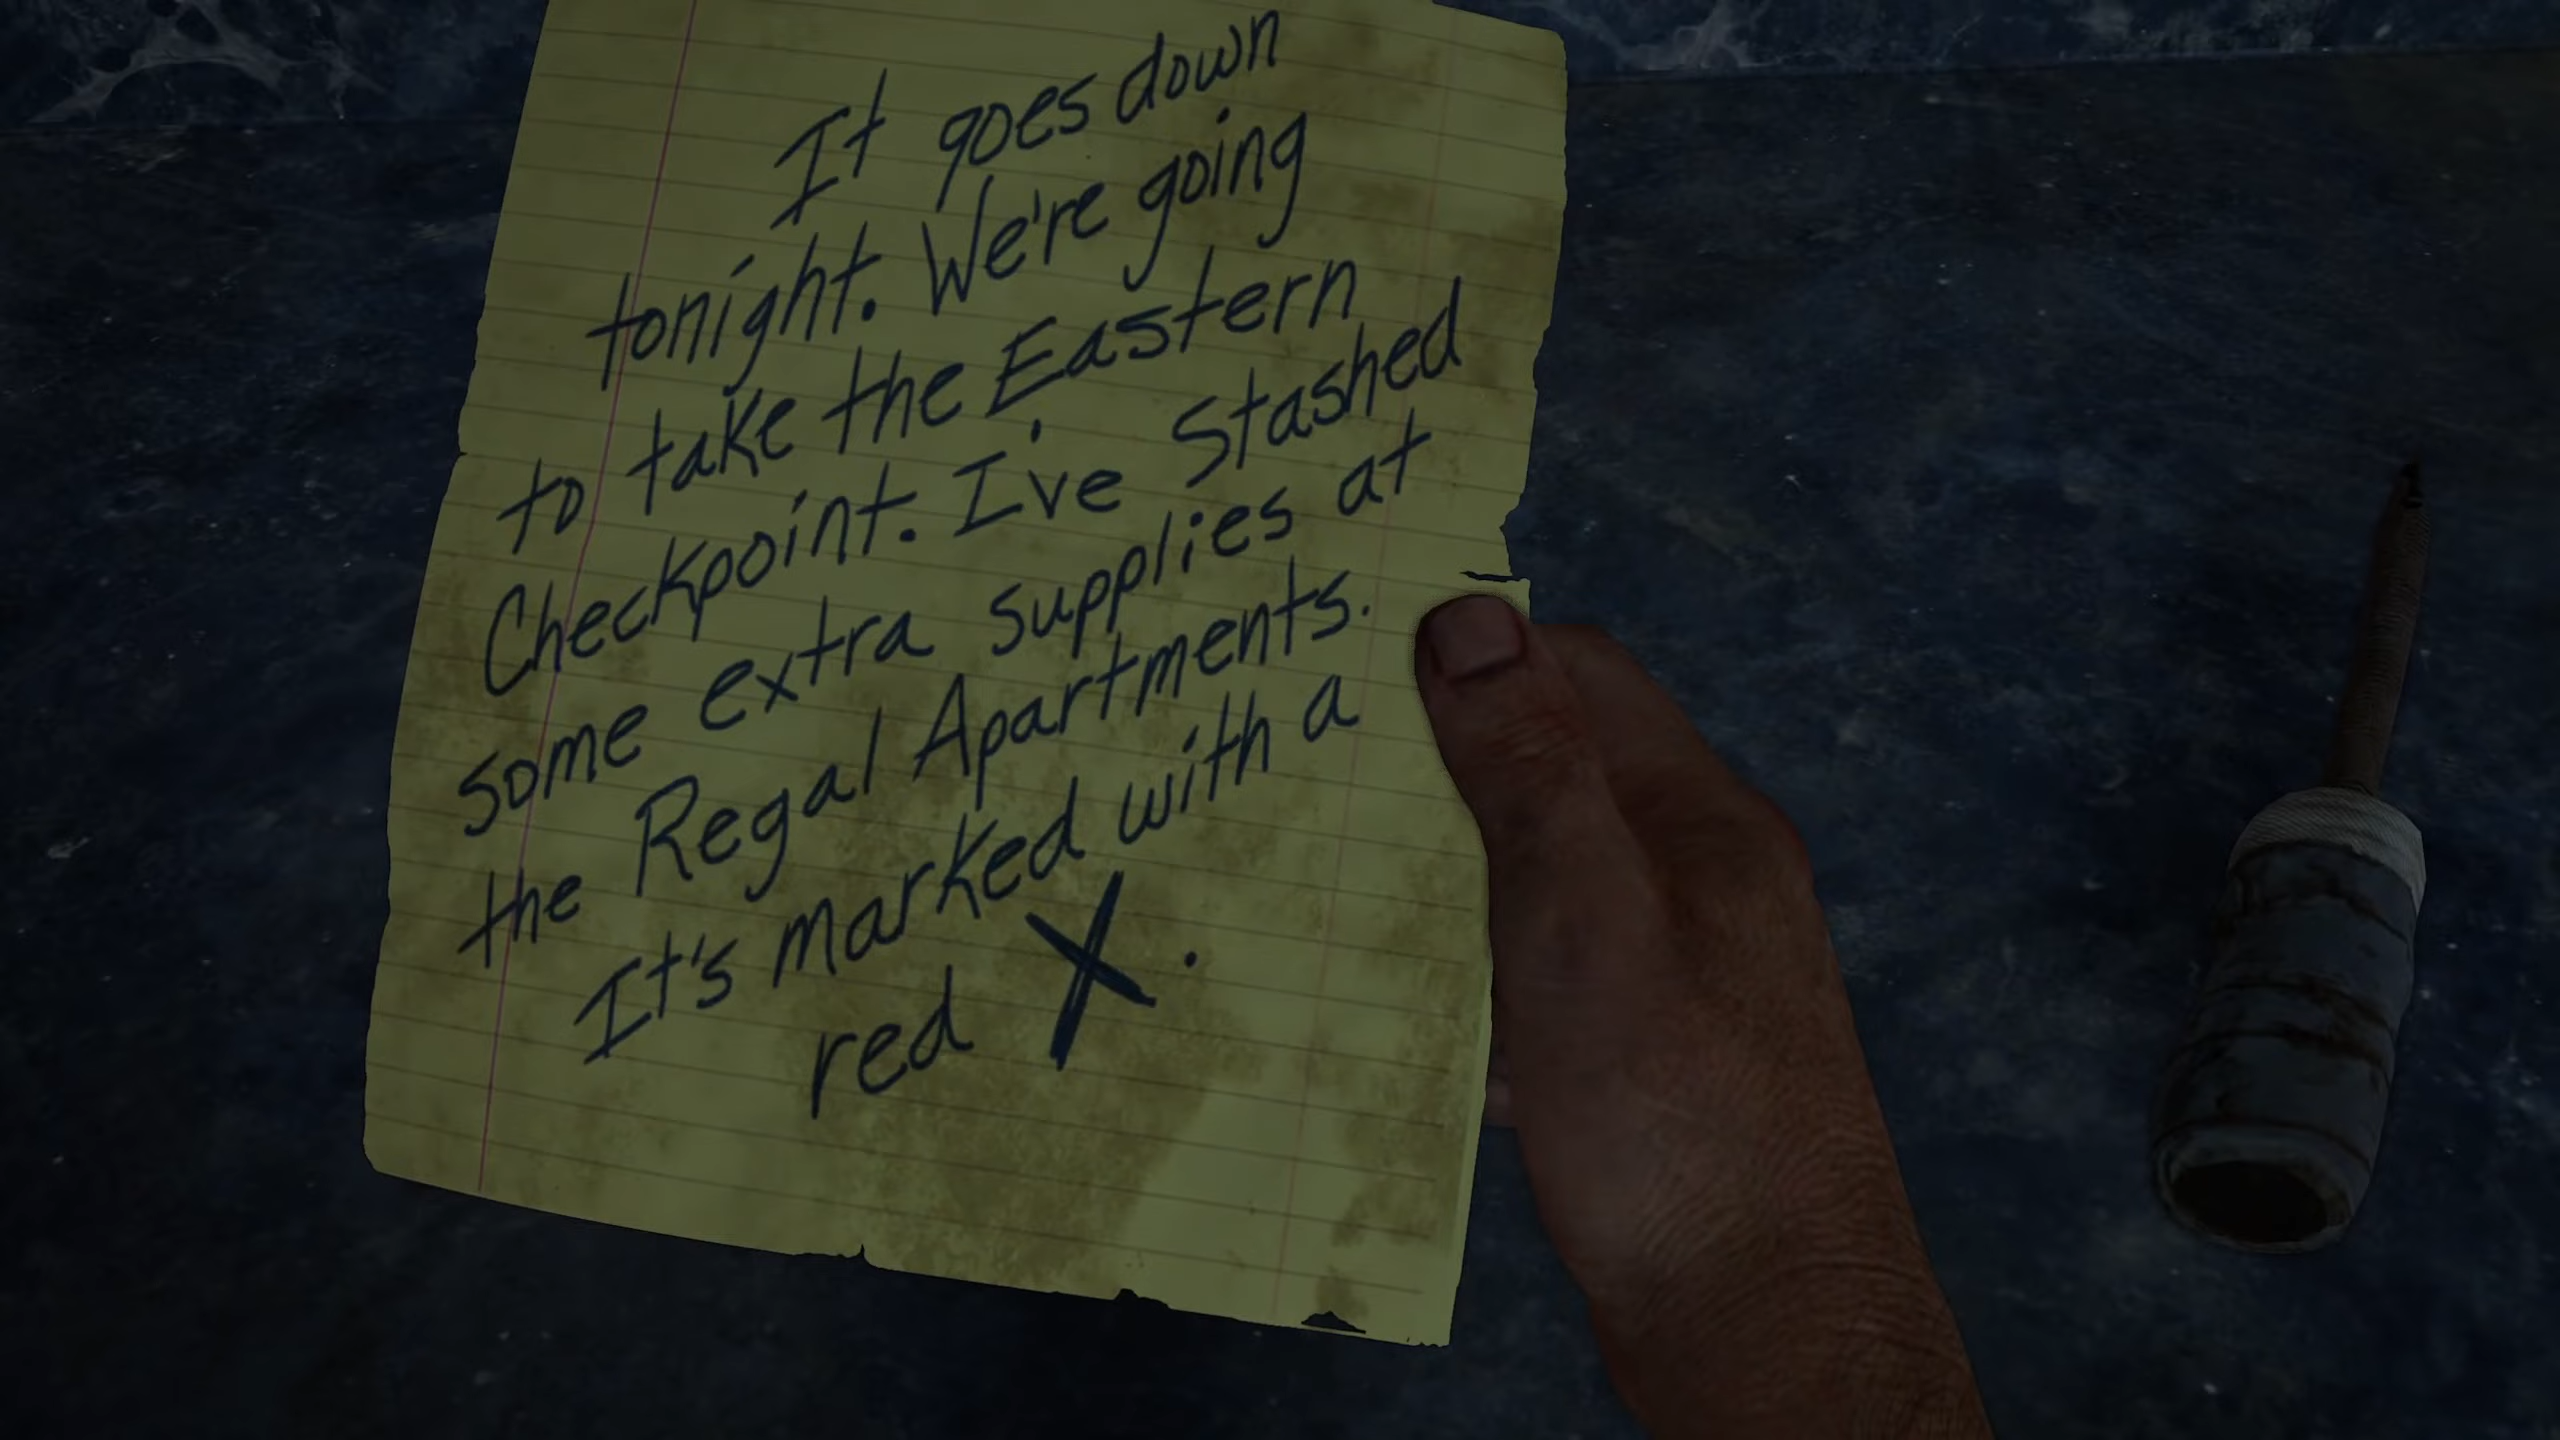 It goes down
tonight. We're going
to take the Eastern
Checkpoint. I've Stashed
some extra supplies at
the Regal Apartments.
It's marked with a
red X.